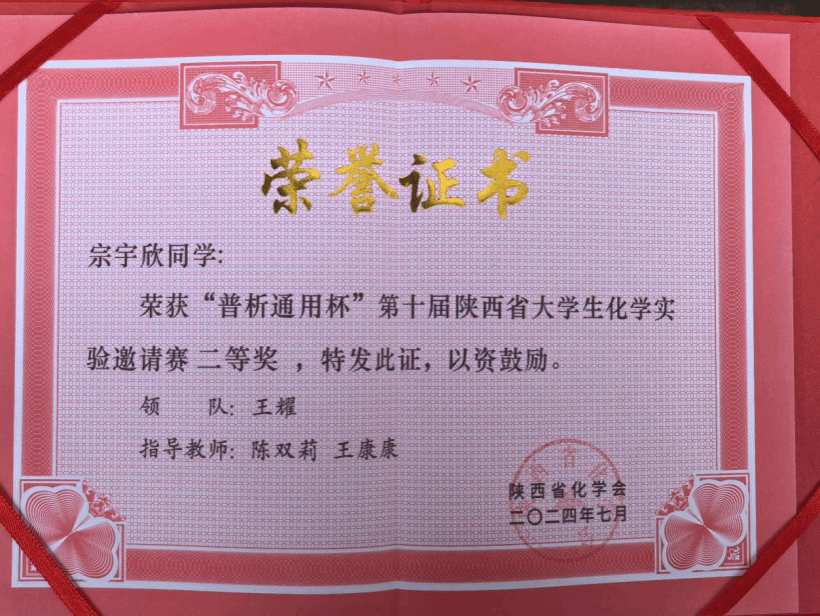 荣誉证书
宗宇欣同学：
荣获“普析通用杯”第十届陕西省大学生化学实
验邀请赛 二等奖 ，特发此证，以资鼓励。
领 队：王耀
指导教师：陈双莉 王康康
陕西省化学会
二〇二四年七月